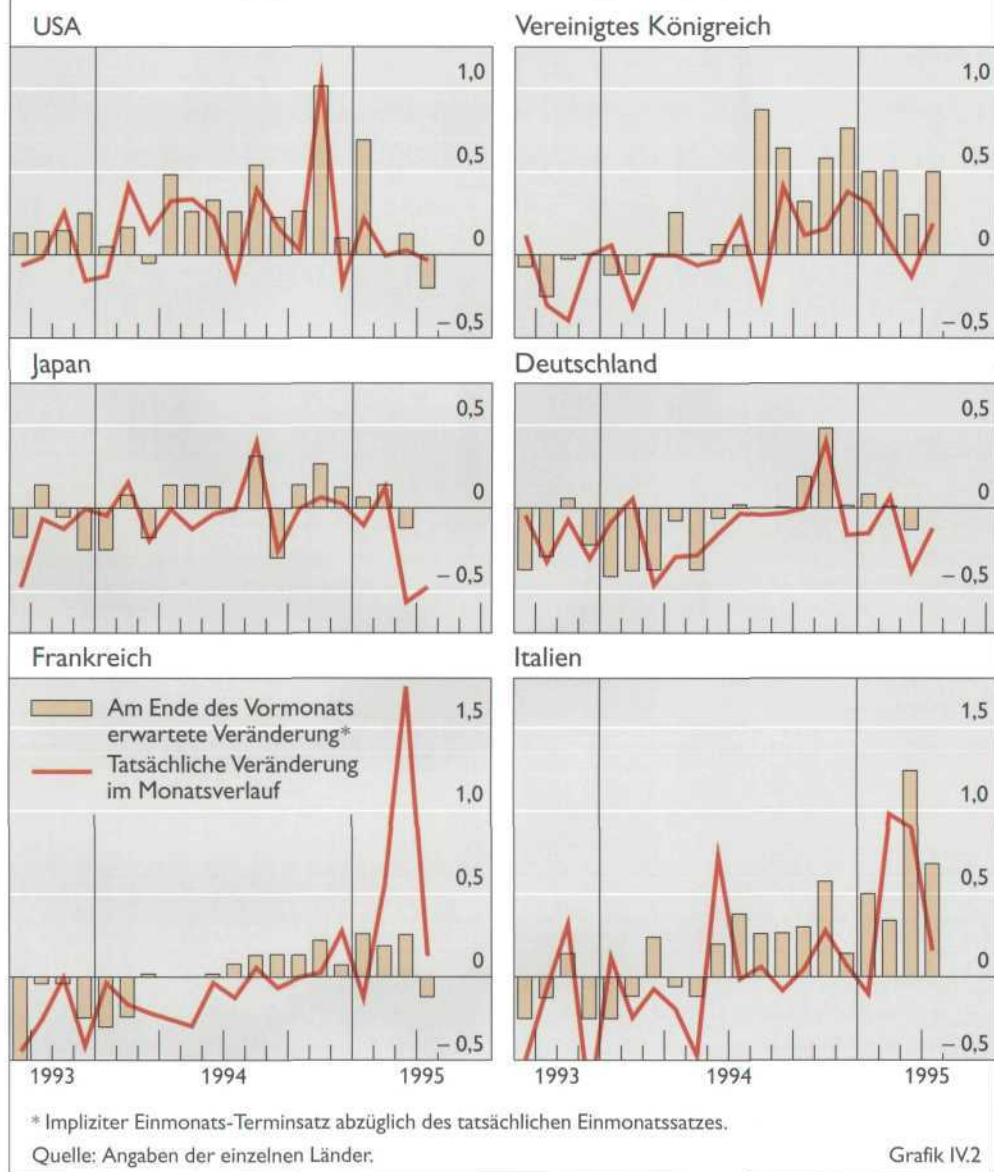 USA
1,0
0,5
0
– 0,5
Vereinigtes Königreich
1,0
0,5
0
– 0,5
Japan
0,5
0
– 0,5
Deutschland
0,5
0
– 0,5
Frankreich
Am Ende des Vormonats
erwartete Veränderung*
Tatsächliche Veränderung
im Monatsverlauf
1,5
1,0
0,5
0
– 0,5
1993 1994 1995
Italien
1,5
1,0
0,5
0
– 0,5
1993 1994 1995
* Impliziter Einmonats-Terminsatz abzüglich des tatsächlichen Einmonatssatzes.
Quelle: Angaben der einzelnen Länder.
Grafik IV.2